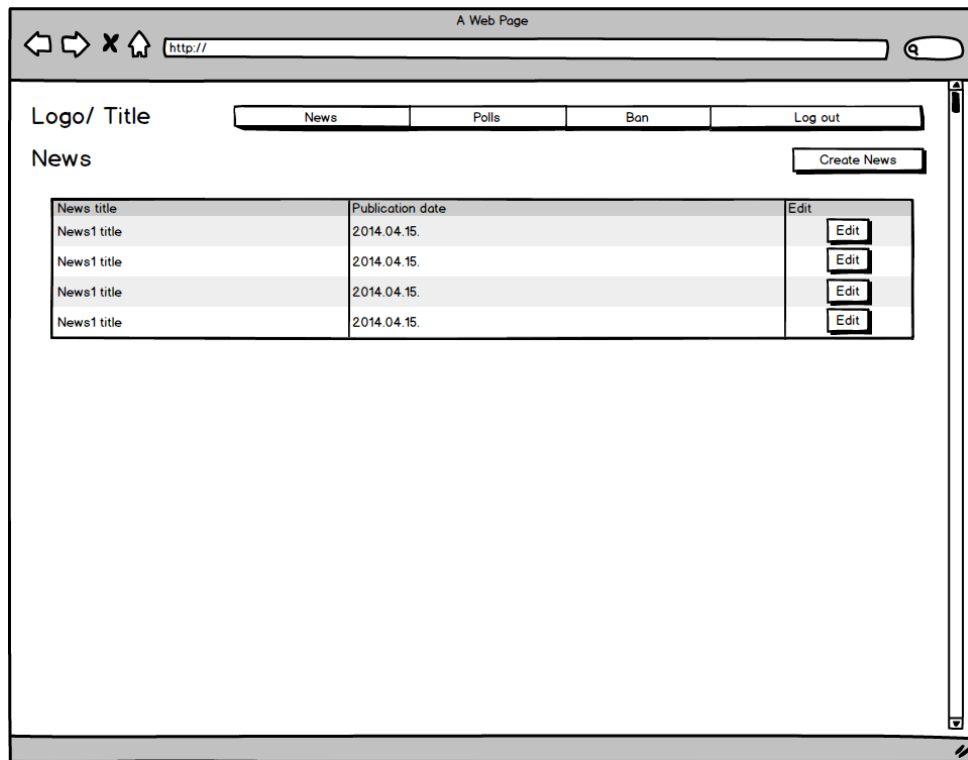 A Web Page
http://
Logo/ Title
News Polls Ban Log out
News
Create News
News title Publication date Edit
News1 title 2014.04.15. Edit
News1 title 2014.04.15. Edit
News1 title 2014.04.15. Edit
News1 title 2014.04.15. Edit